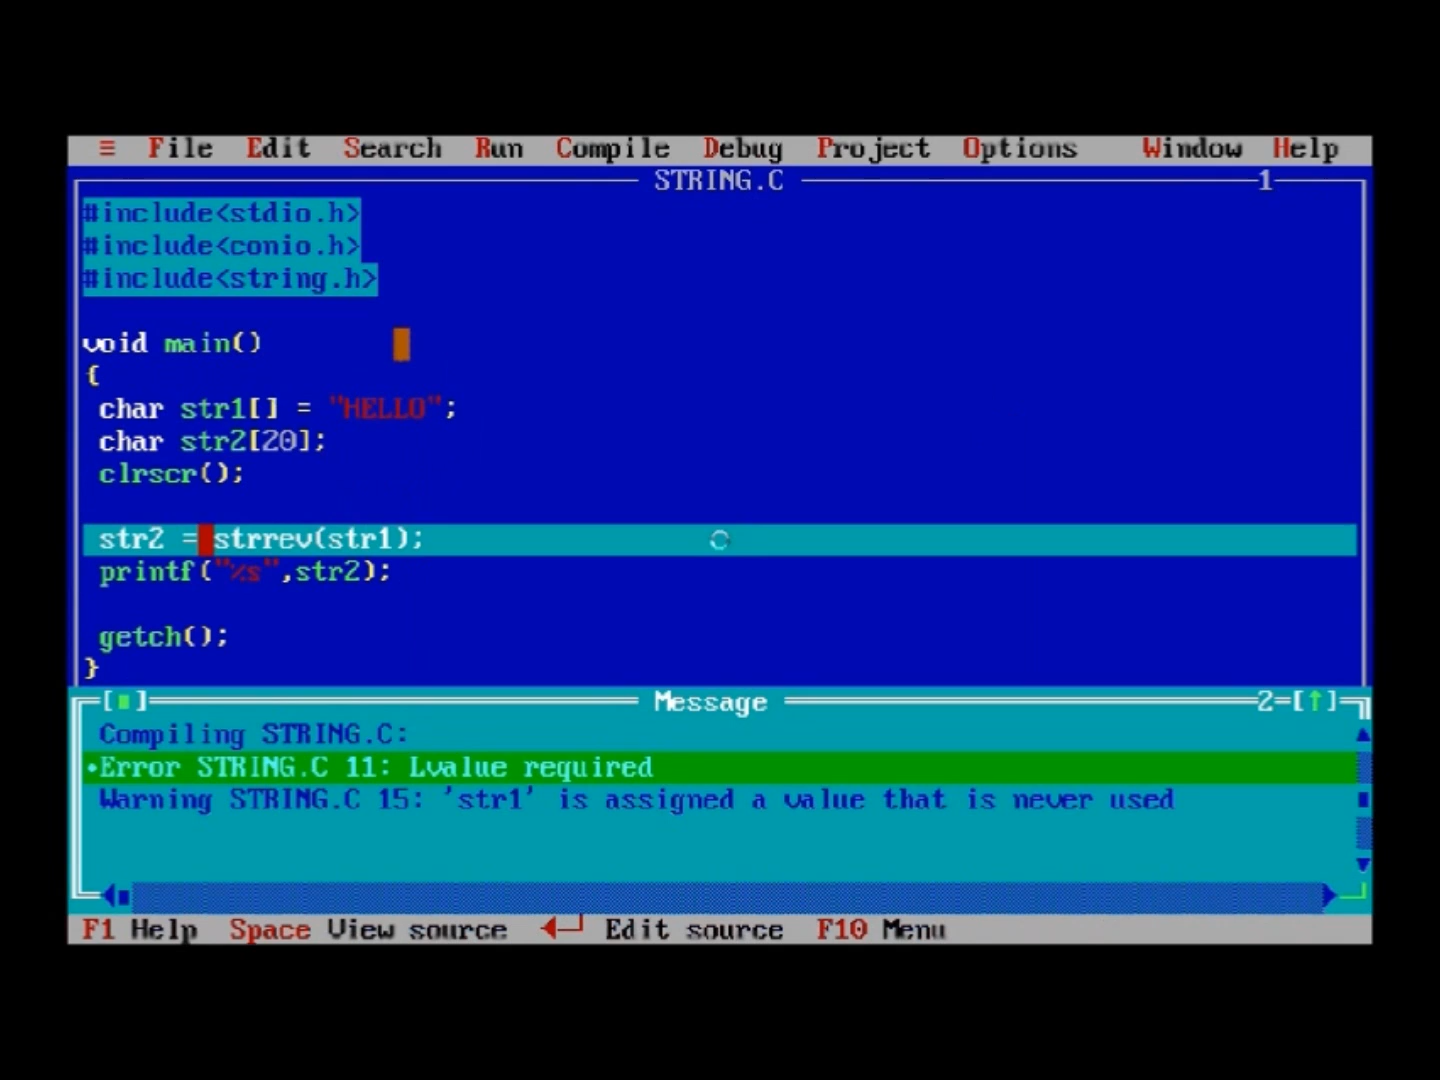 ≡ File Edit Search Run Compile Debug Project Options Window Help
STRING.C 1
#include<stdio.h>
#include<conio.h>
#include<string.h>
void main()
{
char str1[] = "HELLO";
char str2[20];
clrscr();
str2 = strrev(str1);
printf("%s",str2);
getch();
}
[■] Message 2=[↑]
Compiling STRING.C:
•Error STRING.C 11: Lvalue required
Warning STRING.C 15: 'str1' is assigned a value that is never used
F1 Help Space View source ◄┘ Edit source F10 Menu